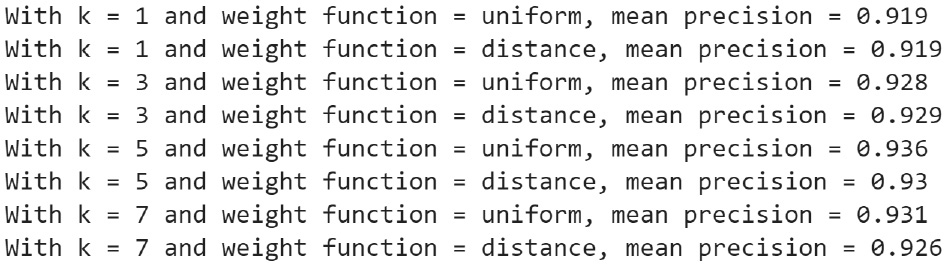 With k = 1 and weight function = uniform, mean precision = 0.919
With k = 1 and weight function = distance, mean precision = 0.919
With k = 3 and weight function = uniform, mean precision = 0.928
With k = 3 and weight function = distance, mean precision = 0.929
With k = 5 and weight function = uniform, mean precision = 0.936
With k = 5 and weight function = distance, mean precision = 0.93
With k = 7 and weight function = uniform, mean precision = 0.931
With k = 7 and weight function = distance, mean precision = 0.926